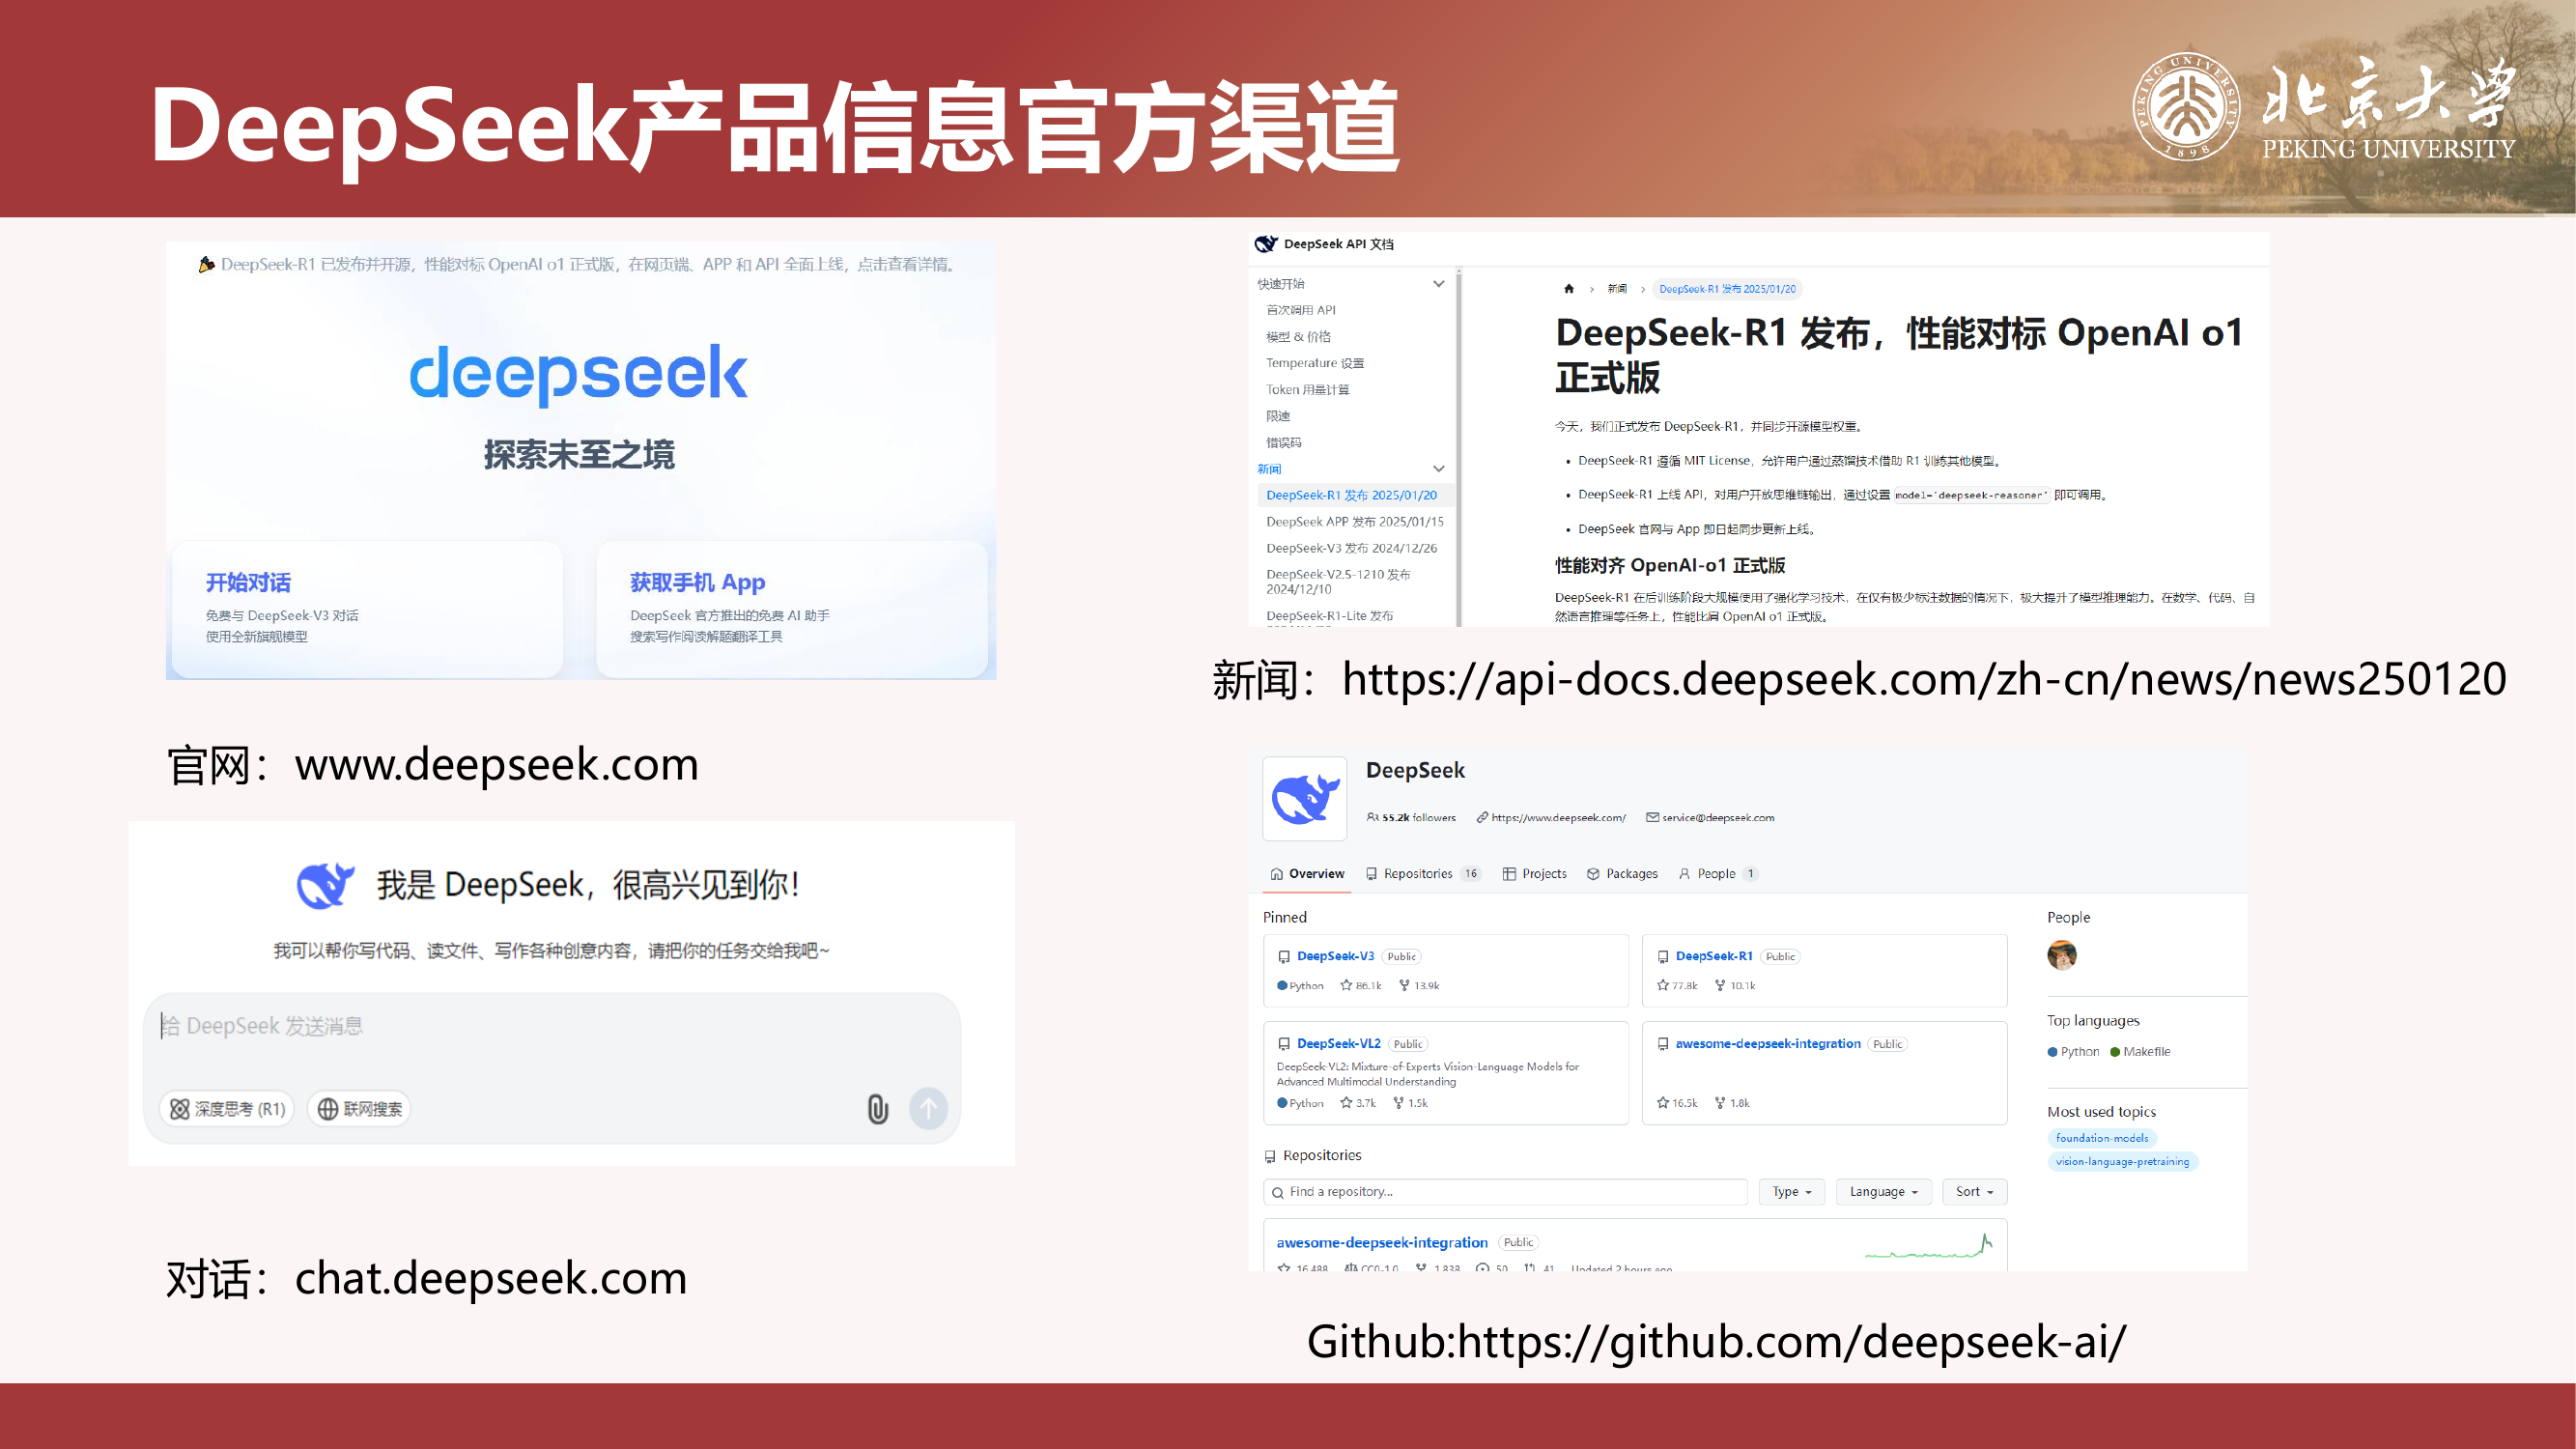 DeepSeek产品信息官方渠道
PEKING UNIVERSITY
1898
北京大学
PEKING UNIVERSITY
DeepSeek-R1 已发布并开源，性能对标 OpenAI o1 正式版，在网页端、APP 和 API 全面上线，点击查看详情。
deepseek
探索未至之境
开始对话
免费与 DeepSeek-V3 对话
使用全新旗舰模型
获取手机 App
DeepSeek 官方推出的免费 AI 助手
搜索写作阅读解题翻译工具
官网：www.deepseek.com
我是 DeepSeek，很高兴见到你！
我可以帮你写代码、读文件、写作各种创意内容，请把你的任务交给我吧~
给 DeepSeek 发送消息
深度思考 (R1)
联网搜索
对话：chat.deepseek.com
DeepSeek API 文档
快速开始
首次调用 API
模型 & 价格
Temperature 设置
Token 用量计算
限速
错误码
新闻
DeepSeek-R1 发布 2025/01/20
DeepSeek APP 发布 2025/01/15
DeepSeek-V3 发布 2024/12/26
DeepSeek-V2.5-1210 发布
2024/12/10
DeepSeek-R1-Lite 发布
新闻 › DeepSeek-R1 发布 2025/01/20
DeepSeek-R1 发布，性能对标 OpenAI o1
正式版
今天，我们正式发布 DeepSeek-R1，并同步开源模型权重。
• DeepSeek-R1 遵循 MIT License，允许用户通过蒸馏技术借助 R1 训练其他模型。
• DeepSeek-R1 上线 API，对用户开放思维链输出，通过设置 model='deepseek-reasoner' 即可调用。
• DeepSeek 官网与 App 即日起同步更新上线。
性能对齐 OpenAI-o1 正式版
DeepSeek-R1 在后训练阶段大规模使用了强化学习技术，在仅有极少标注数据的情况下，极大提升了模型推理能力。在数学、代码、自
然语言推理等任务上，性能比肩 OpenAI o1 正式版。
新闻：https://api-docs.deepseek.com/zh-cn/news/news250120
DeepSeek
55.2k followers https://www.deepseek.com/ service@deepseek.com
Overview Repositories 16 Projects Packages People 1
Pinned
DeepSeek-V3 Public
Python 86.1k 13.9k
DeepSeek-R1 Public
77.8k 10.1k
DeepSeek-VL2 Public
DeepSeek-VL2: Mixture-of-Experts Vision-Language Models for
Advanced Multimodal Understanding
Python 3.7k 1.5k
awesome-deepseek-integration Public
16.5k 1.8k
Repositories
Find a repository... Type Language Sort
awesome-deepseek-integration Public
16,488 CC0-1.0 1,838 50 41 Updated 2 hours ago
People
Top languages
Python Makefile
Most used topics
foundation-models
vision-language-pretraining
Github:https://github.com/deepseek-ai/